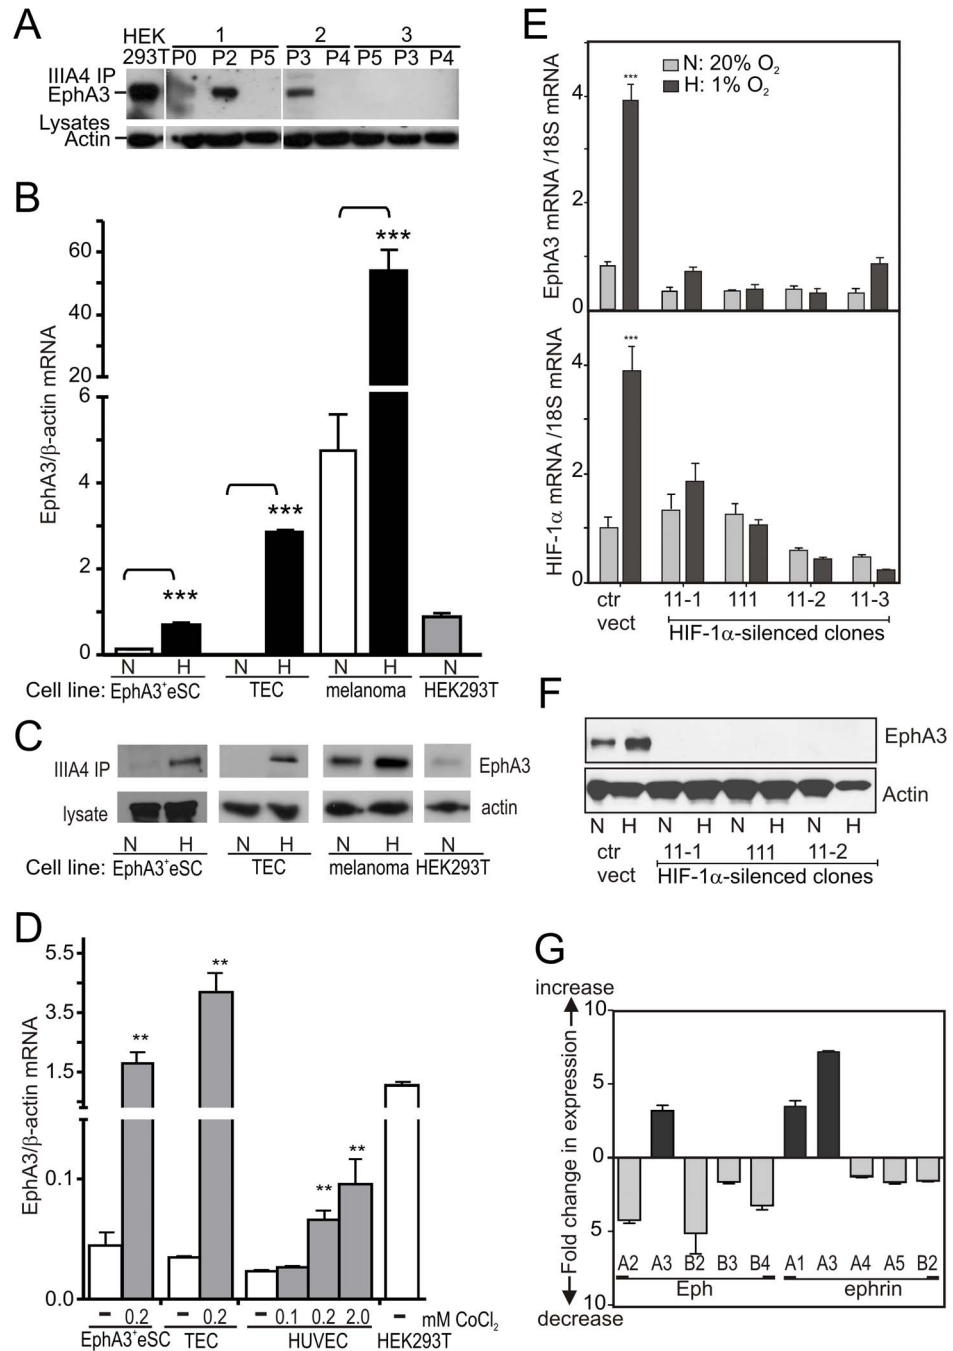 A
HEK 1 2 3
293T P0 P2 P5 P3 P4 P5 P3 P4
IIIA4 IP
EphA3
Lysates
Actin
B
EphA3/β-actin mRNA
60
40
20
6
4
2
0
***
***
***
N H N H N H N
Cell line: EphA3⁺eSC TEC melanoma HEK293T
C
IIIA4 IP EphA3
lysate actin
N H N H N H N
Cell line: EphA3⁺eSC TEC melanoma HEK293T
D
EphA3/β-actin mRNA
5.5
3.5
1.5
0.1
0.0
**
**
**
**
– 0.2 – 0.2 – 0.1 0.2 2.0 – mM CoCl₂
EphA3⁺eSC TEC HUVEC HEK293T
E
N: 20% O₂
H: 1% O₂
EphA3 mRNA /18S mRNA
4
2
0
***
HIF-1α mRNA /18S mRNA
4
2
0
***
ctr 11-1 111 11-2 11-3
vect HIF-1α-silenced clones
F
EphA3
Actin
N H N H N H N H
ctr 11-1 111 11-2
vect HIF-1α-silenced clones
G
increase
Fold change in expression
decrease
10
5
0
5
10
A2 A3 B2 B3 B4 A1 A3 A4 A5 B2
Eph ephrin